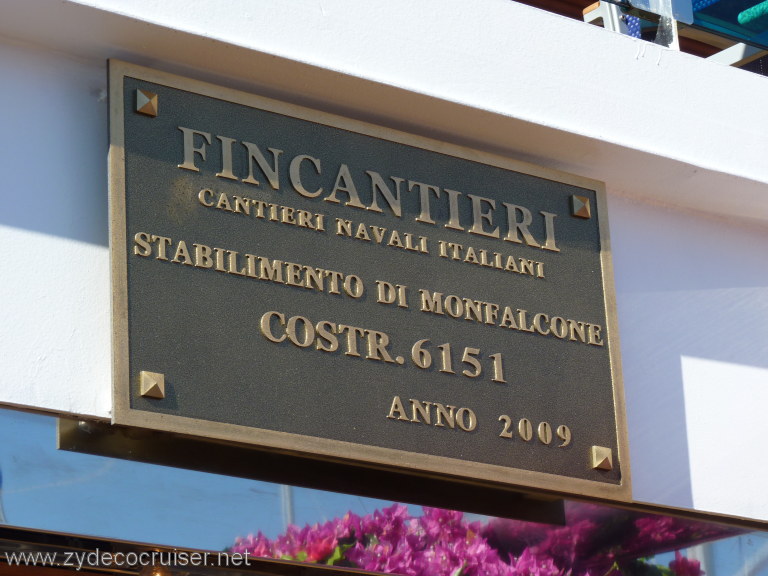 FINCANTIERI
CANTIERI NAVALI ITALIANI
STABILIMENTO DI MONFALCONE
COSTR. 6151
ANNO 2009
www.zydecocruiser.net